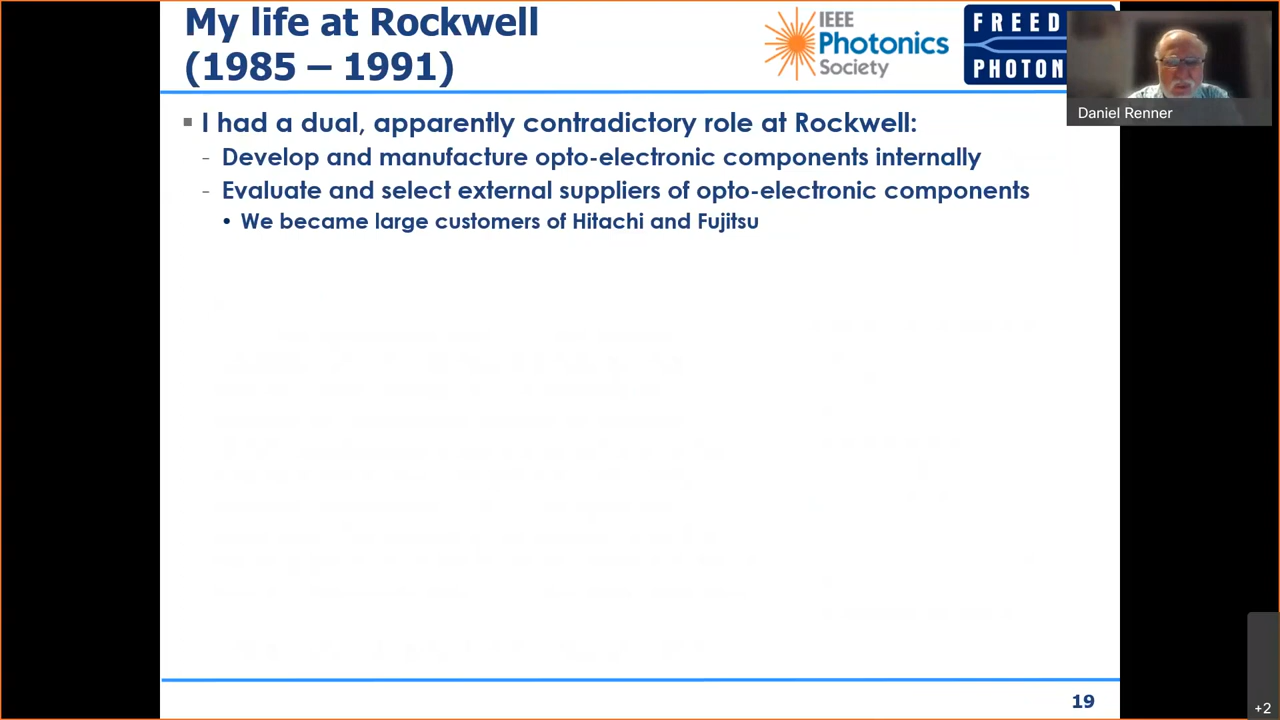 My life at Rockwell
(1985 – 1991)
IEEE
Photonics
Society
FREED
PHOTON
Daniel Renner
▪ I had a dual, apparently contradictory role at Rockwell:
- Develop and manufacture opto-electronic components internally
- Evaluate and select external suppliers of opto-electronic components
• We became large customers of Hitachi and Fujitsu
19
+2